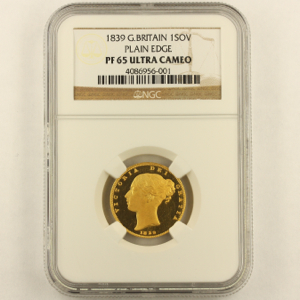 1839 G.BRITAIN 1SOV
PLAIN EDGE
PF 65 ULTRA CAMEO
4086956-001
NGC
VICTORIA DEI GRATIA
1839